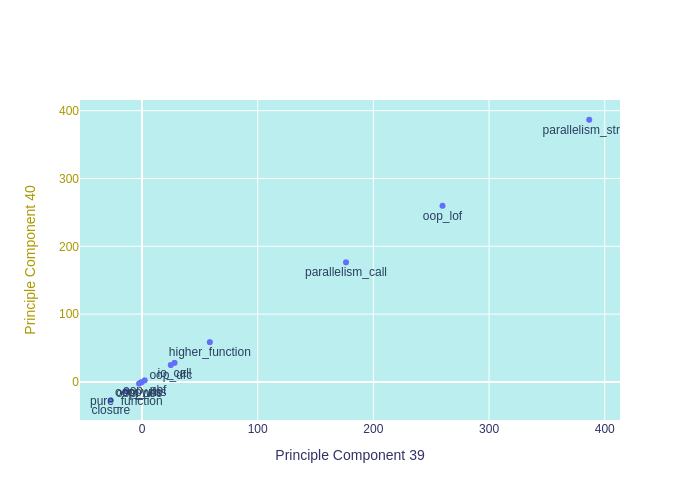 400
parallelism_str
300
oop_lof
200
parallelism_call
100
higher_function
io_call
0
pure_function
closure
0
100
200
300
400
Principle Component 39
Principle Component 40